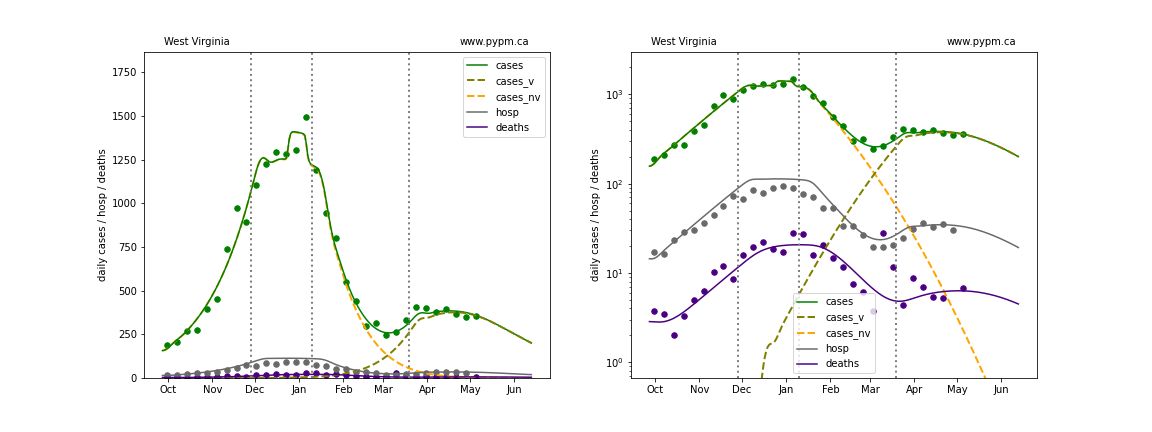 West Virginia www.pypm.ca
daily cases / hosp / deaths
1750
1500
1250
1000
750
500
250
0
cases
cases_v
cases_nv
hosp
deaths
Oct Nov Dec Jan Feb Mar Apr May Jun
West Virginia www.pypm.ca
daily cases / hosp / deaths
10³
10²
10¹
10⁰
cases
cases_v
cases_nv
hosp
deaths
Oct Nov Dec Jan Feb Mar Apr May Jun